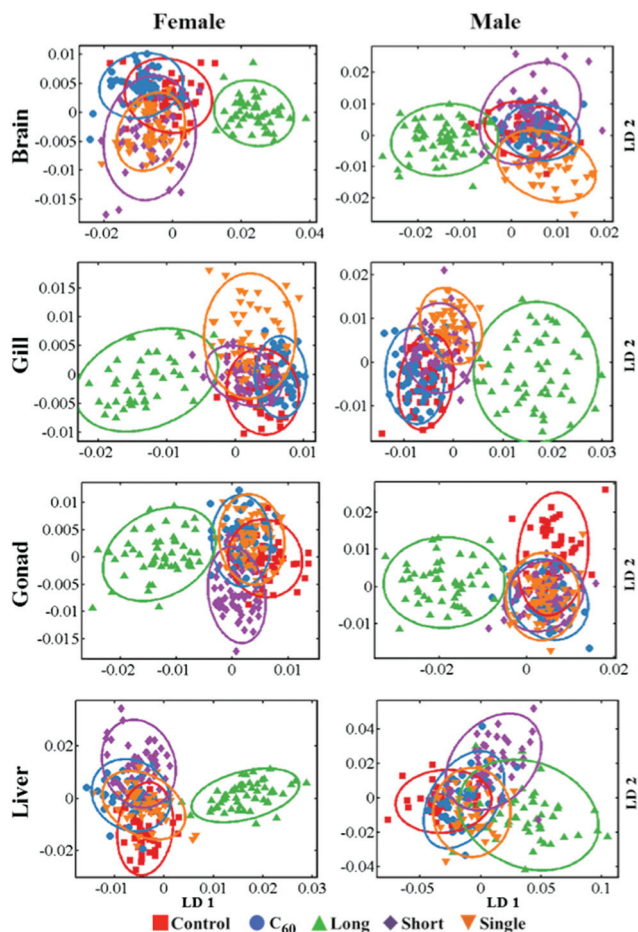 Female Male
Brain
0.01
0.005
0
-0.005
-0.01
-0.015
-0.02 0 0.02 0.04
0.02
0.01
0
-0.01
-0.02
-0.02 -0.01 0 0.01 0.02
LD 2
Gill
0.015
0.01
0.005
0
-0.005
-0.01
-0.02 -0.01 0 0.01
0.02
0.01
0
-0.01
-0.01 0 0.01 0.02 0.03
LD 2
Gonad
0.01
0.005
0
-0.005
-0.01
-0.015
-0.02 -0.01 0 0.01
0.02
0.01
0
-0.01
-0.02 0 0.02
LD 2
Liver
0.02
0
-0.02
-0.01 0 0.01 0.02 0.03
LD 1
0.04
0.02
0
-0.02
-0.04
-0.05 0 0.05 0.1
LD 1
LD 2
Control C60 Long Short Single